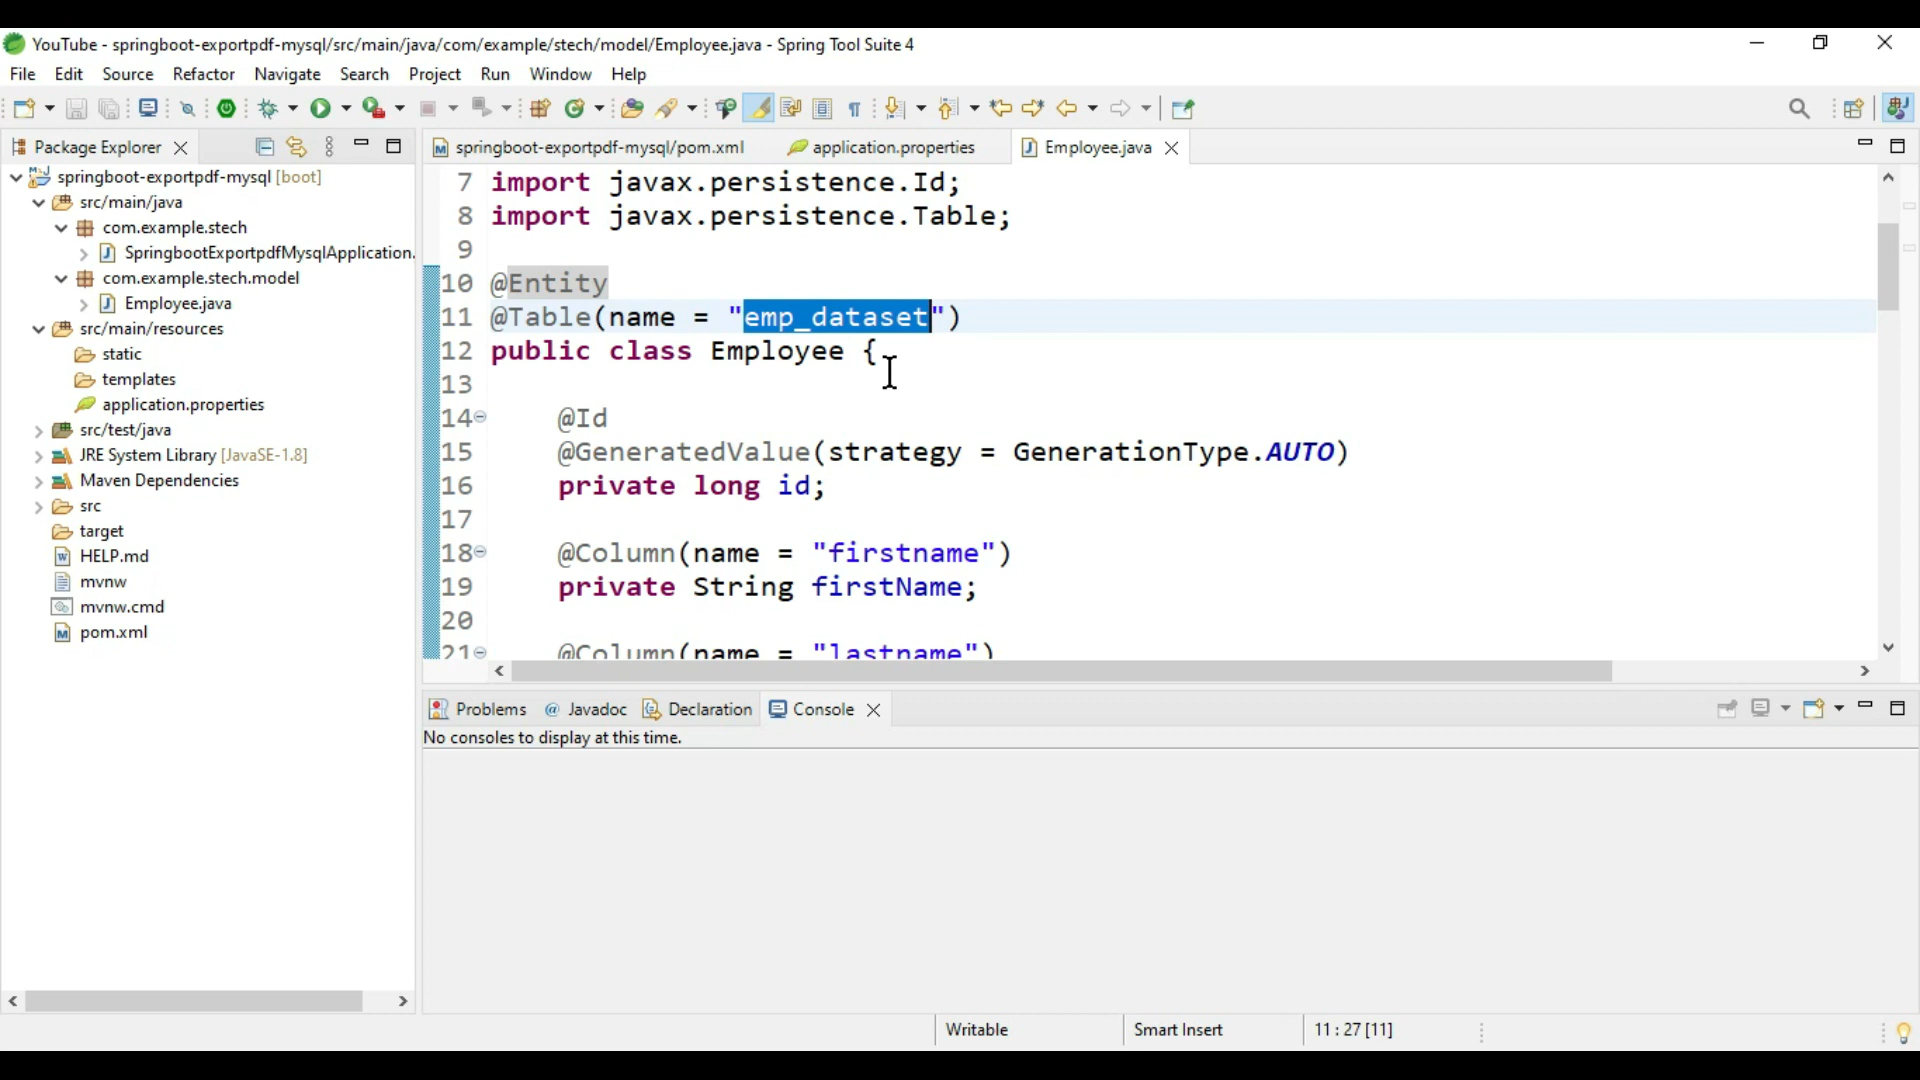 YouTube - springboot-exportpdf-mysql/src/main/java/com/example/stech/model/Employee.java - Spring Tool Suite 4
File Edit Source Refactor Navigate Search Project Run Window Help
Package Explorer
springboot-exportpdf-mysql [boot]
src/main/java
com.example.stech
SpringbootExportpdfMysqlApplication.
com.example.stech.model
Employee.java
src/main/resources
static
templates
application.properties
src/test/java
JRE System Library [JavaSE-1.8]
Maven Dependencies
src
target
HELP.md
mvnw
mvnw.cmd
pom.xml
springboot-exportpdf-mysql/pom.xml application.properties Employee.java
7 import javax.persistence.Id;
8 import javax.persistence.Table;
9
10 @Entity
11 @Table(name = "emp_dataset")
12 public class Employee {
13
14 @Id
15 @GeneratedValue(strategy = GenerationType.AUTO)
16 private long id;
17
18 @Column(name = "firstname")
19 private String firstName;
20
21 @Column(name = "lastname")
Problems @ Javadoc Declaration Console
No consoles to display at this time.
Writable Smart Insert 11 : 27 [11]